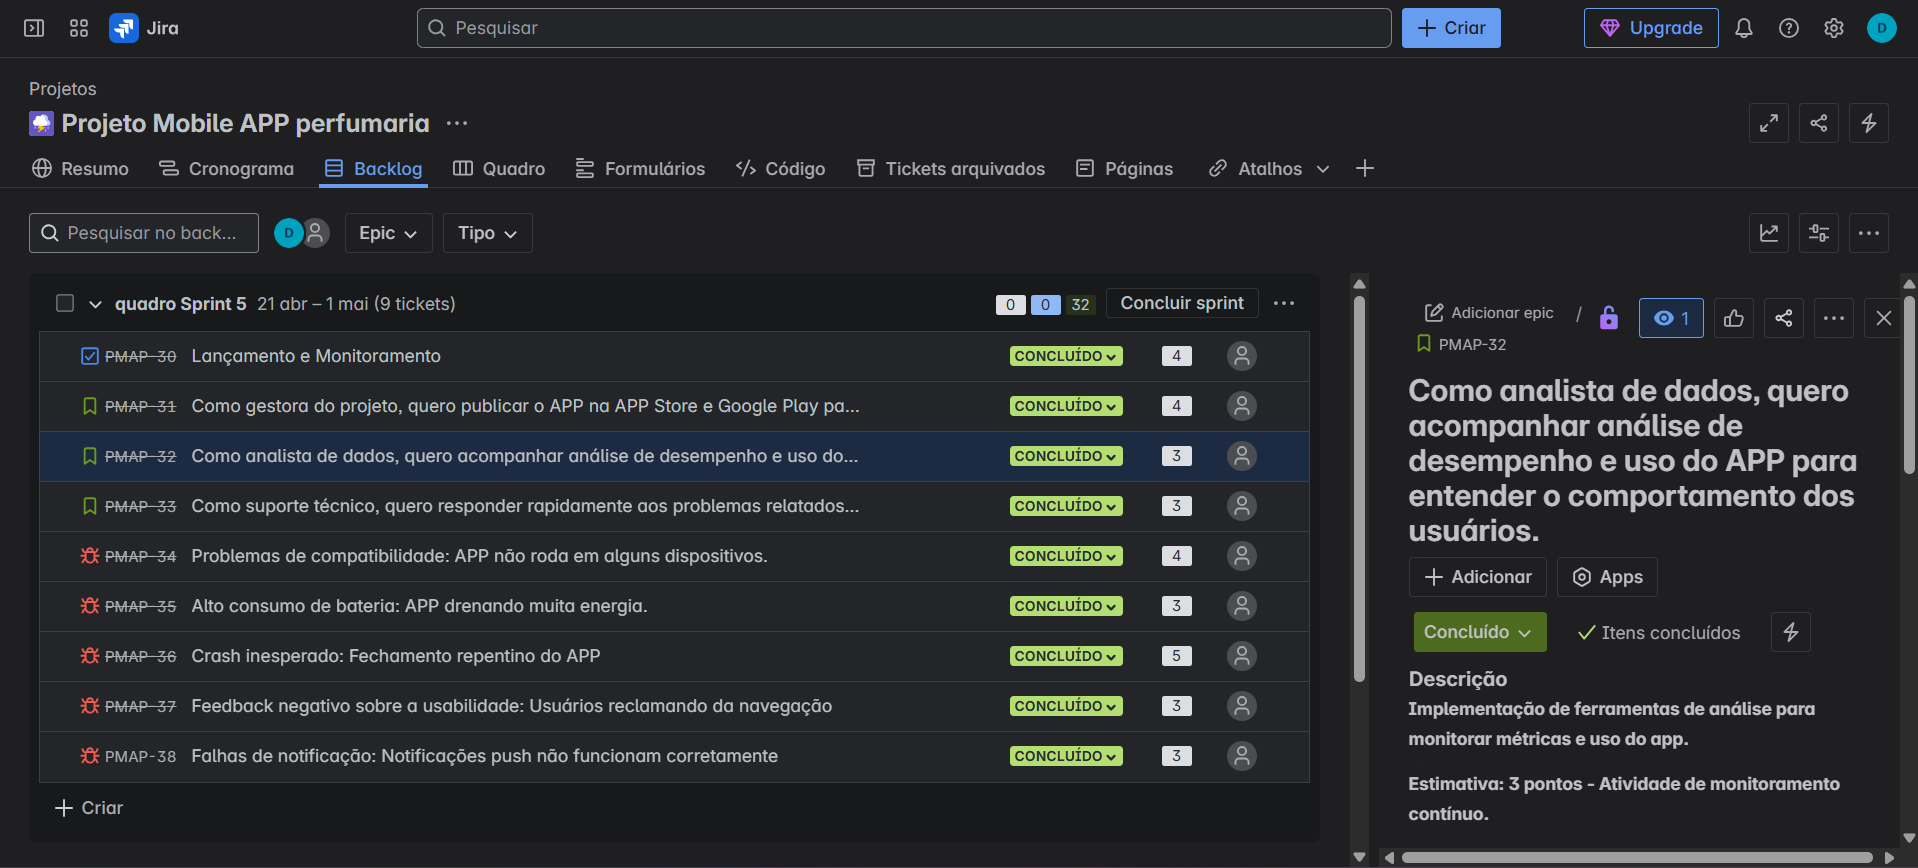 Jira
Pesquisar
Criar
Upgrade
D
Projetos
Projeto Mobile APP perfumaria
Resumo
Cronograma
Backlog
Quadro
Formulários
Código
Tickets arquivados
Páginas
Atalhos
Pesquisar no back...
D
Epic
Tipo
quadro Sprint 5 21 abr – 1 mai (9 tickets)
0 0 32 Concluir sprint
PMAP-30 Lançamento e Monitoramento CONCLUÍDO 4
PMAP-31 Como gestora do projeto, quero publicar o APP na APP Store e Google Play pa... CONCLUÍDO 4
PMAP-32 Como analista de dados, quero acompanhar análise de desempenho e uso do... CONCLUÍDO 3
PMAP-33 Como suporte técnico, quero responder rapidamente aos problemas relatados... CONCLUÍDO 3
PMAP-34 Problemas de compatibilidade: APP não roda em alguns dispositivos. CONCLUÍDO 4
PMAP-35 Alto consumo de bateria: APP drenando muita energia. CONCLUÍDO 3
PMAP-36 Crash inesperado: Fechamento repentino do APP CONCLUÍDO 5
PMAP-37 Feedback negativo sobre a usabilidade: Usuários reclamando da navegação CONCLUÍDO 3
PMAP-38 Falhas de notificação: Notificações push não funcionam corretamente CONCLUÍDO 3
Criar
Adicionar epic /
1
PMAP-32
Como analista de dados, quero
acompanhar análise de
desempenho e uso do APP para
entender o comportamento dos
usuários.
Adicionar
Apps
Concluído
Itens concluídos
Descrição
Implementação de ferramentas de análise para
monitorar métricas e uso do app.
Estimativa: 3 pontos - Atividade de monitoramento
contínuo.